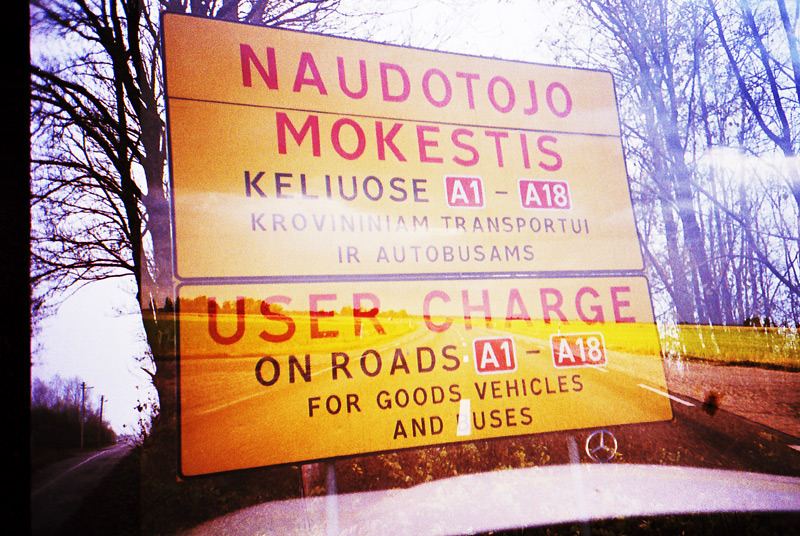 NAUDOTOJO
MOKESTIS
KELIUOSE A1 - A18
KROVININIAM TRANSPORTUI
IR AUTOBUSAMS
USER CHARGE
ON ROADS A1 - A18
FOR GOODS VEHICLES
AND BUSES